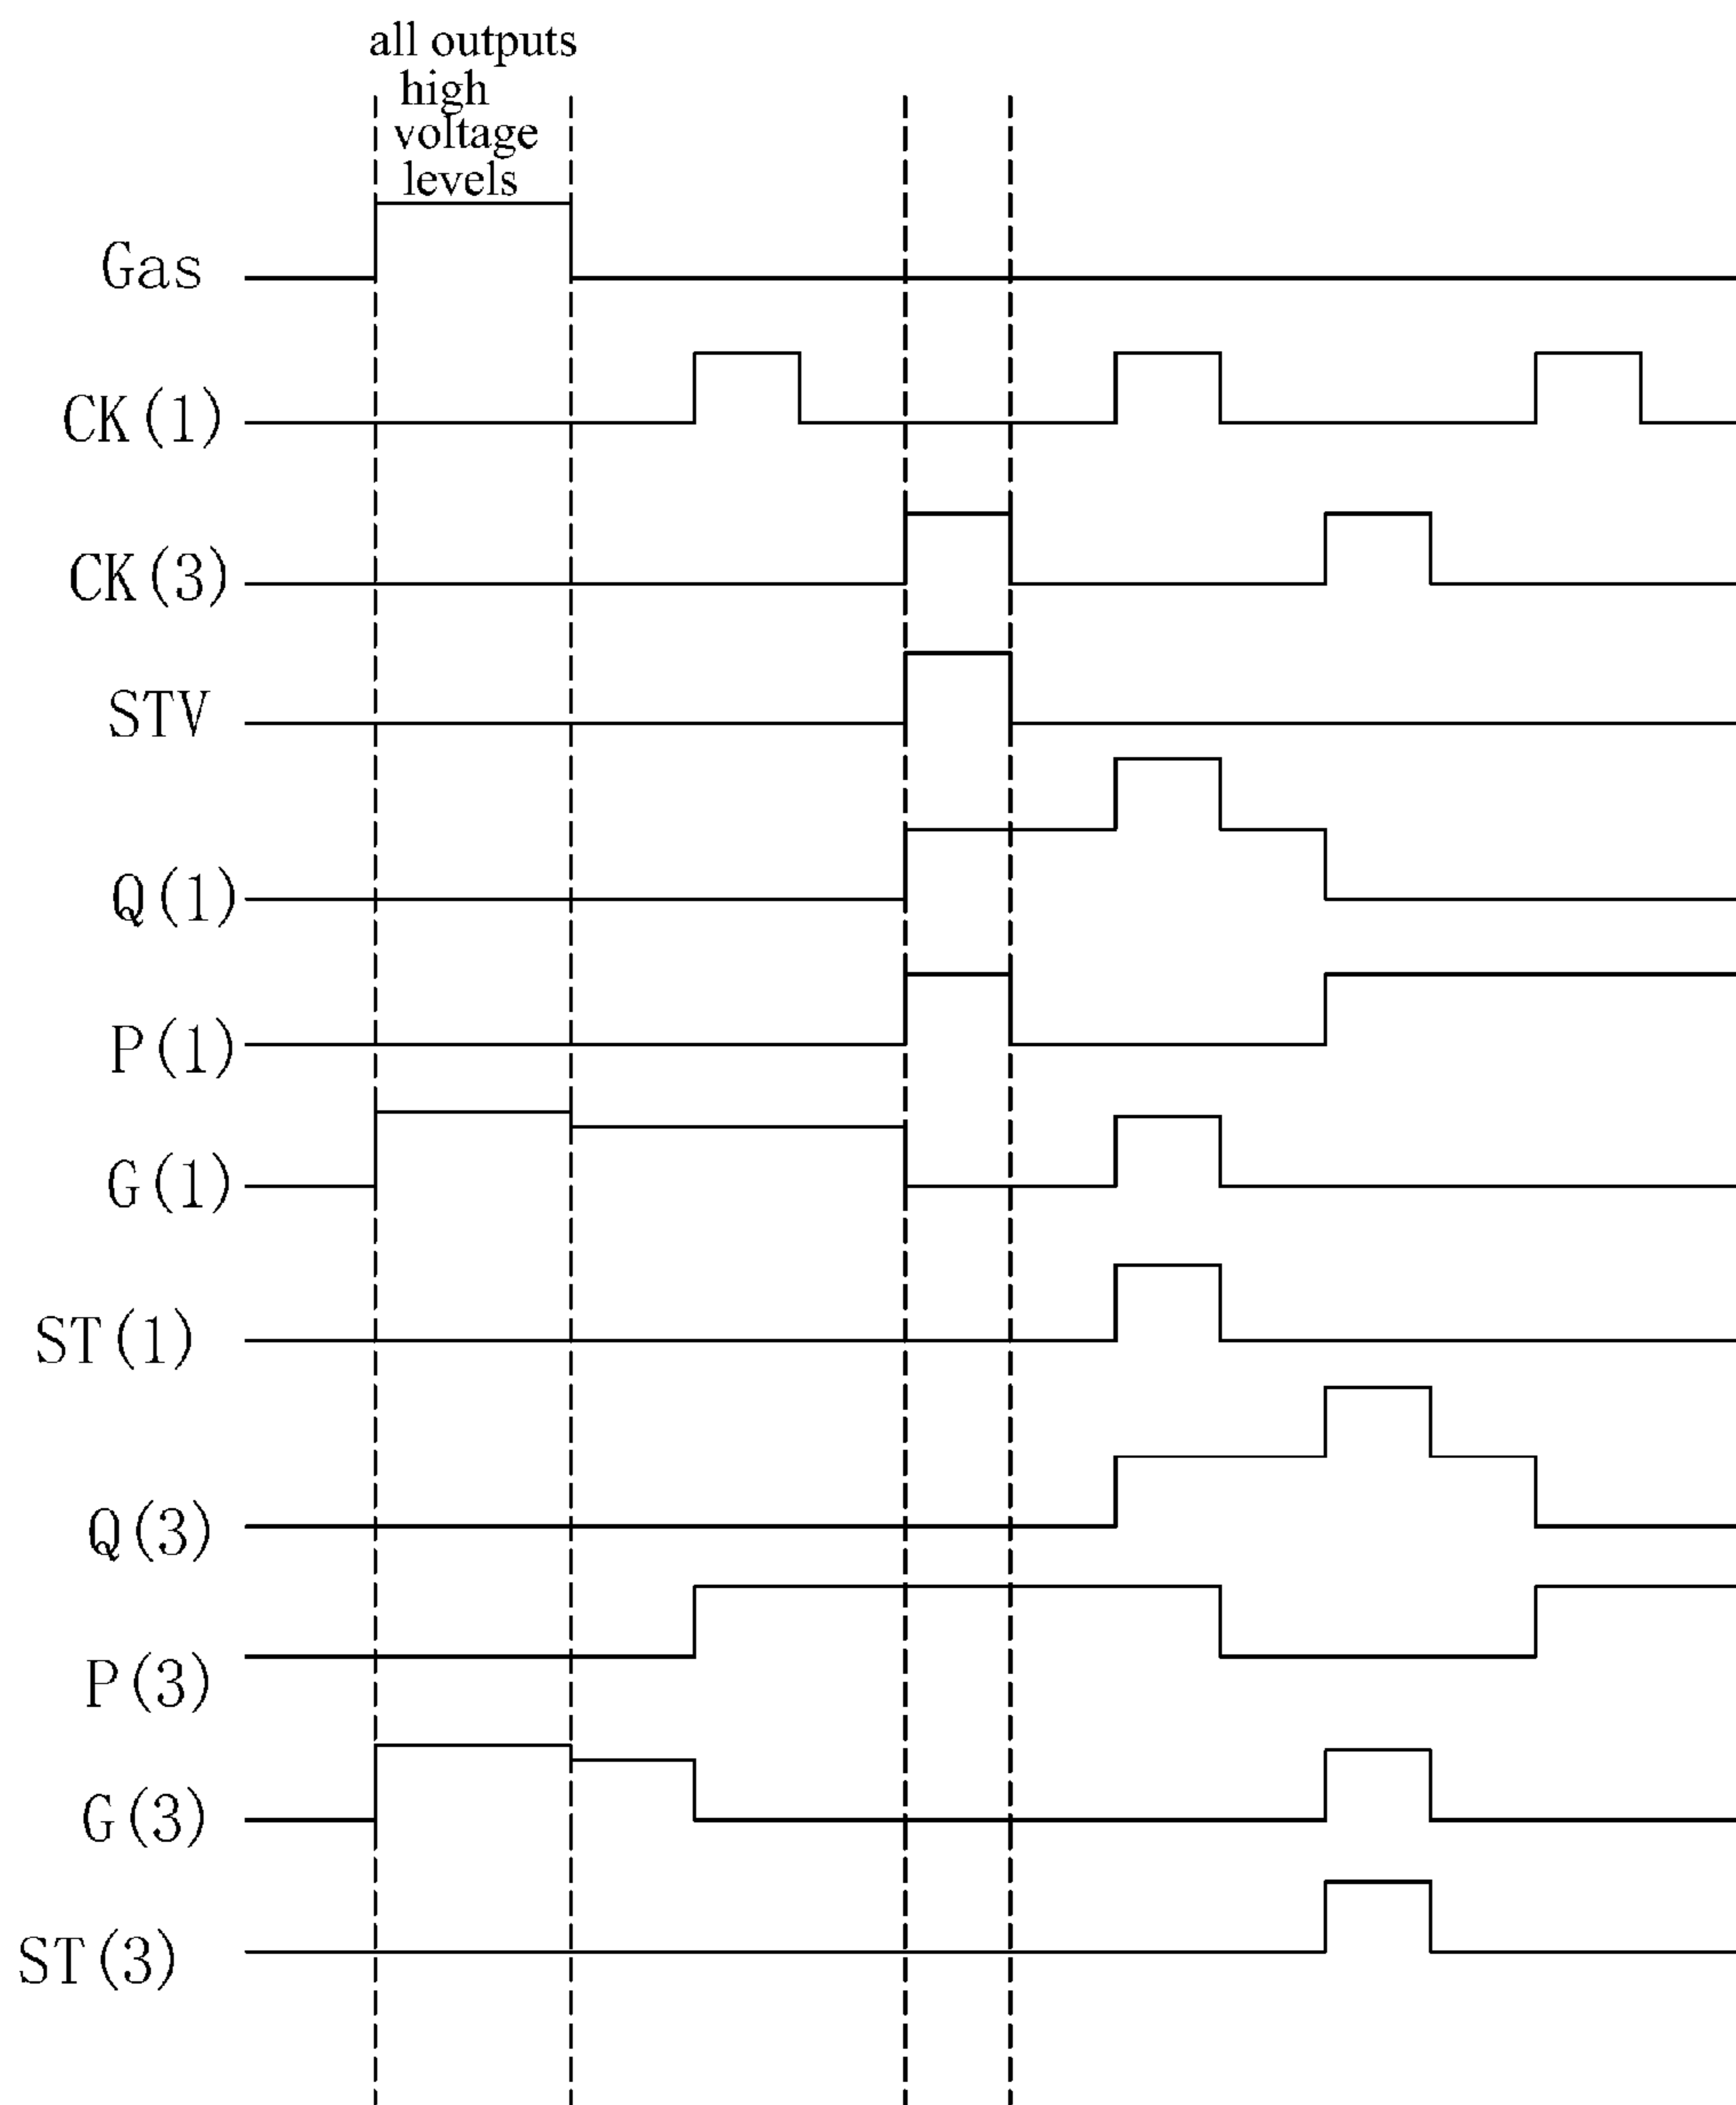 all outputs
high
voltage
levels
Gas
CK(1)
CK(3)
STV
Q(1)
P(1)
G(1)
ST(1)
Q(3)
P(3)
G(3)
ST(3)